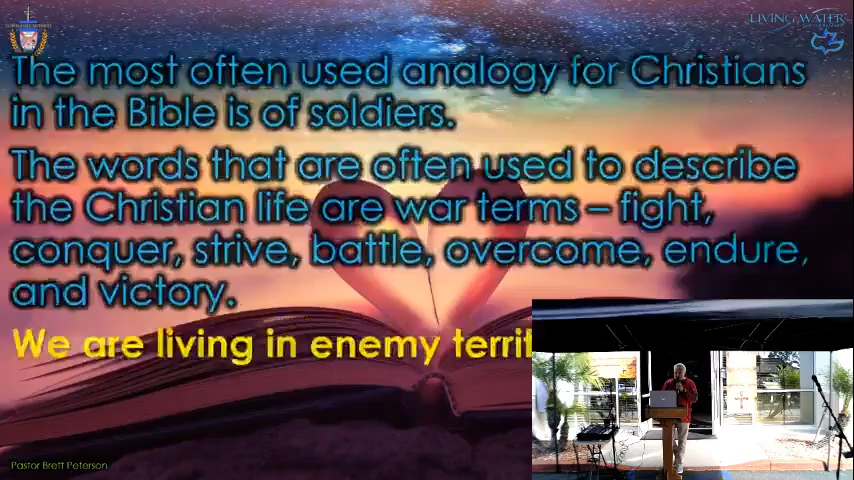 LIVING WATER
The most often used analogy for Christians
in the Bible is of soldiers.
The words that are often used to describe
the Christian life are war terms – fight,
conquer, strive, battle, overcome, endure,
and victory.
We are living in enemy territ
Pastor Brett Peterson